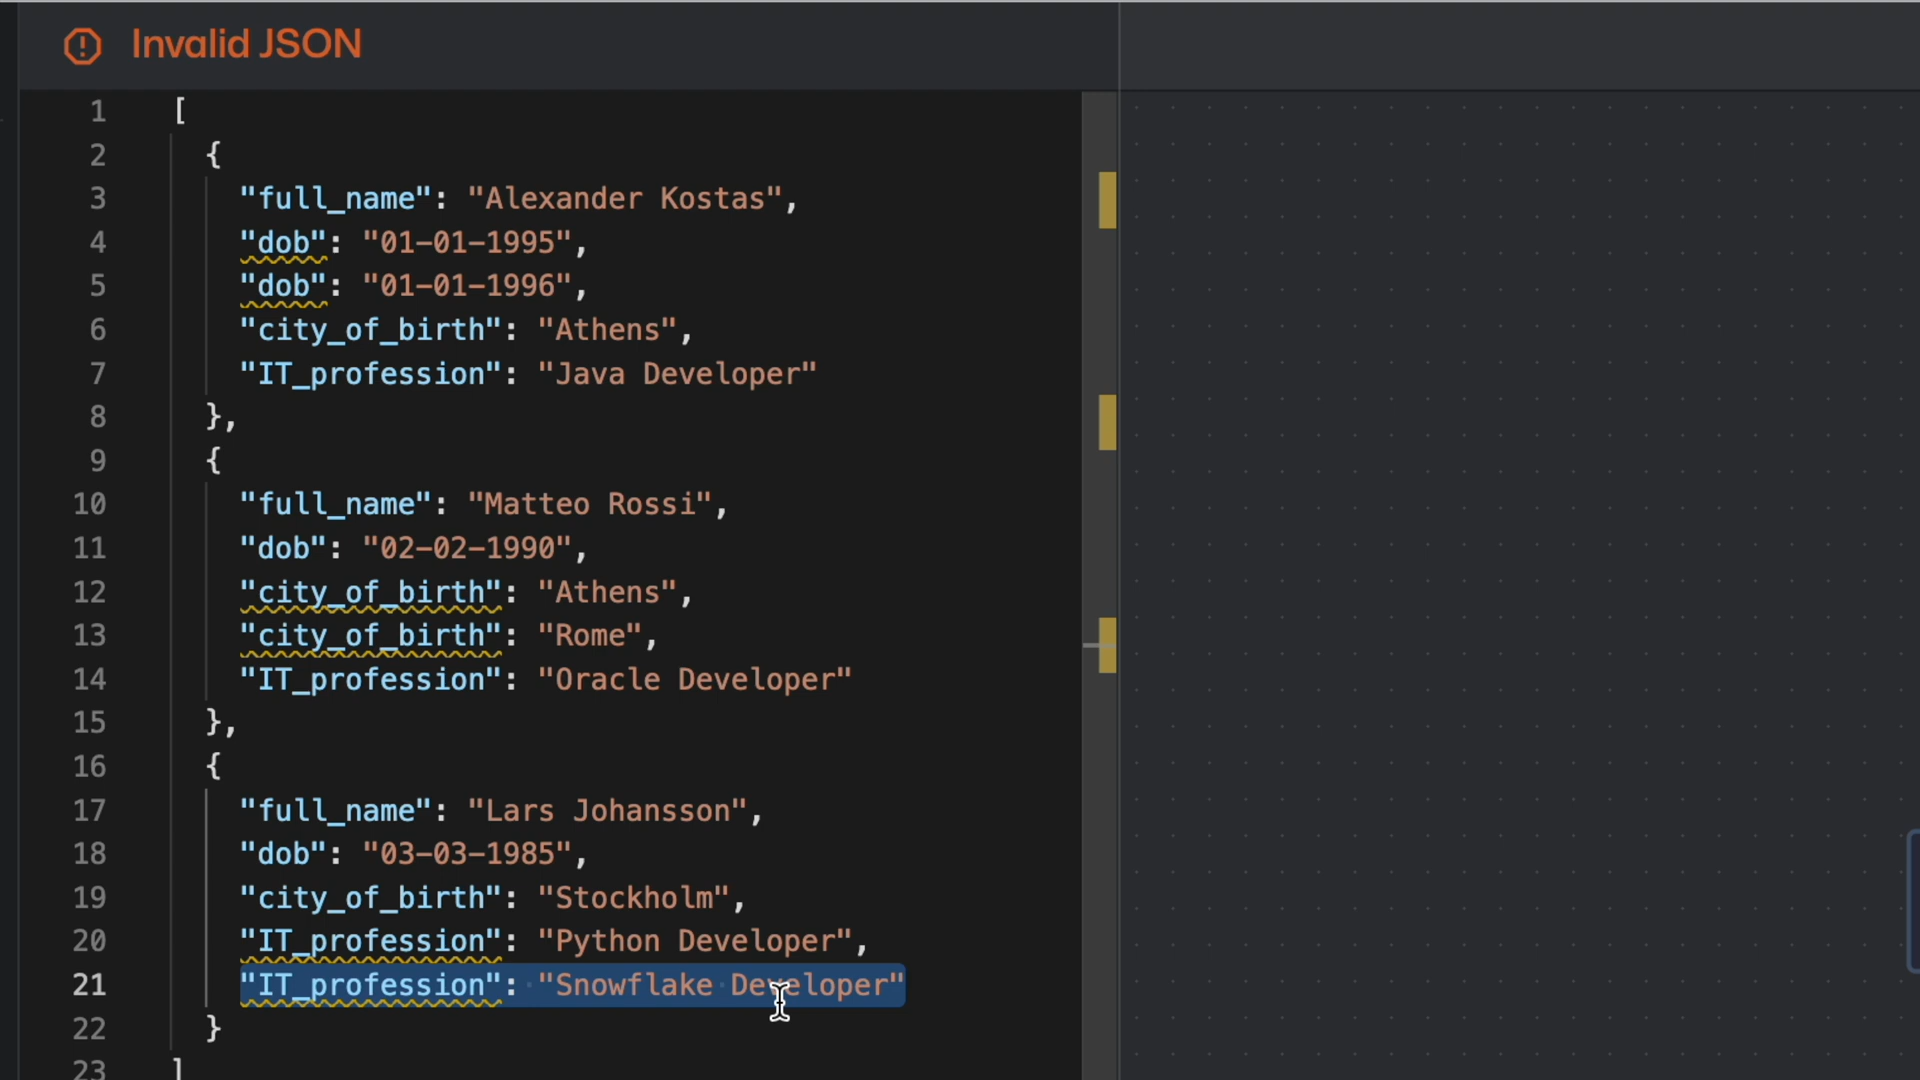 Invalid JSON
1 [
2 {
3 "full_name": "Alexander Kostas",
4 "dob": "01-01-1995",
5 "dob": "01-01-1996",
6 "city_of_birth": "Athens",
7 "IT_profession": "Java Developer"
8 },
9 {
10 "full_name": "Matteo Rossi",
11 "dob": "02-02-1990",
12 "city_of_birth": "Athens",
13 "city_of_birth": "Rome",
14 "IT_profession": "Oracle Developer"
15 },
16 {
17 "full_name": "Lars Johansson",
18 "dob": "03-03-1985",
19 "city_of_birth": "Stockholm",
20 "IT_profession": "Python Developer",
21 "IT_profession": "Snowflake Developer"
22 }
23 ]